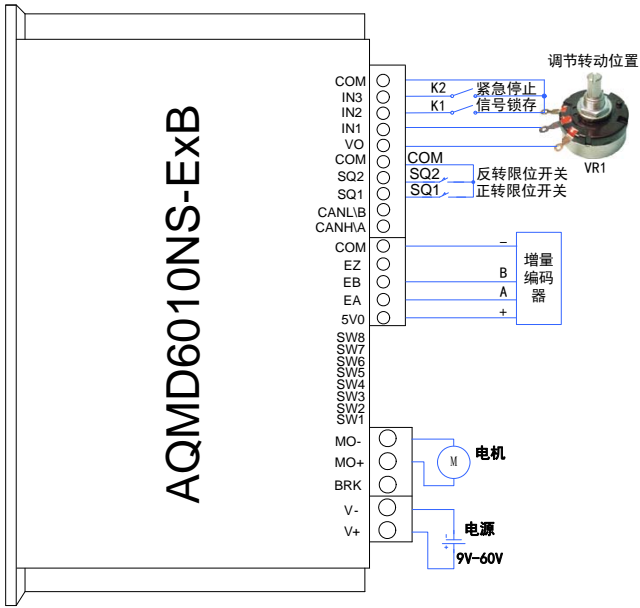 AQMD6010NS-ExB
COM
IN3
IN2
IN1
VO
COM
SQ2
SQ1
CANL\B
CANH\A
COM
EZ
EB
EA
5V0
SW8
SW7
SW6
SW5
SW4
SW3
SW2
SW1
MO-
MO+
BRK
V-
V+
调节转动位置
K2 紧急停止
K1 信号锁存
VR1
COM
SQ2 反转限位开关
SQ1 正转限位开关
-
B
A
+
增量
编码
器
M
电机
电源
+
9V-60V